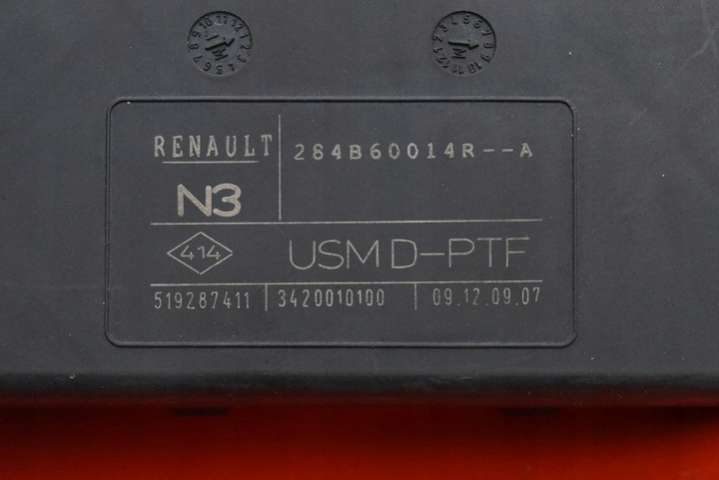 RENAULT
284B60014R--A
N3
414
USM D-PTF
519287411 | 3420010100 | 09.12.09.07